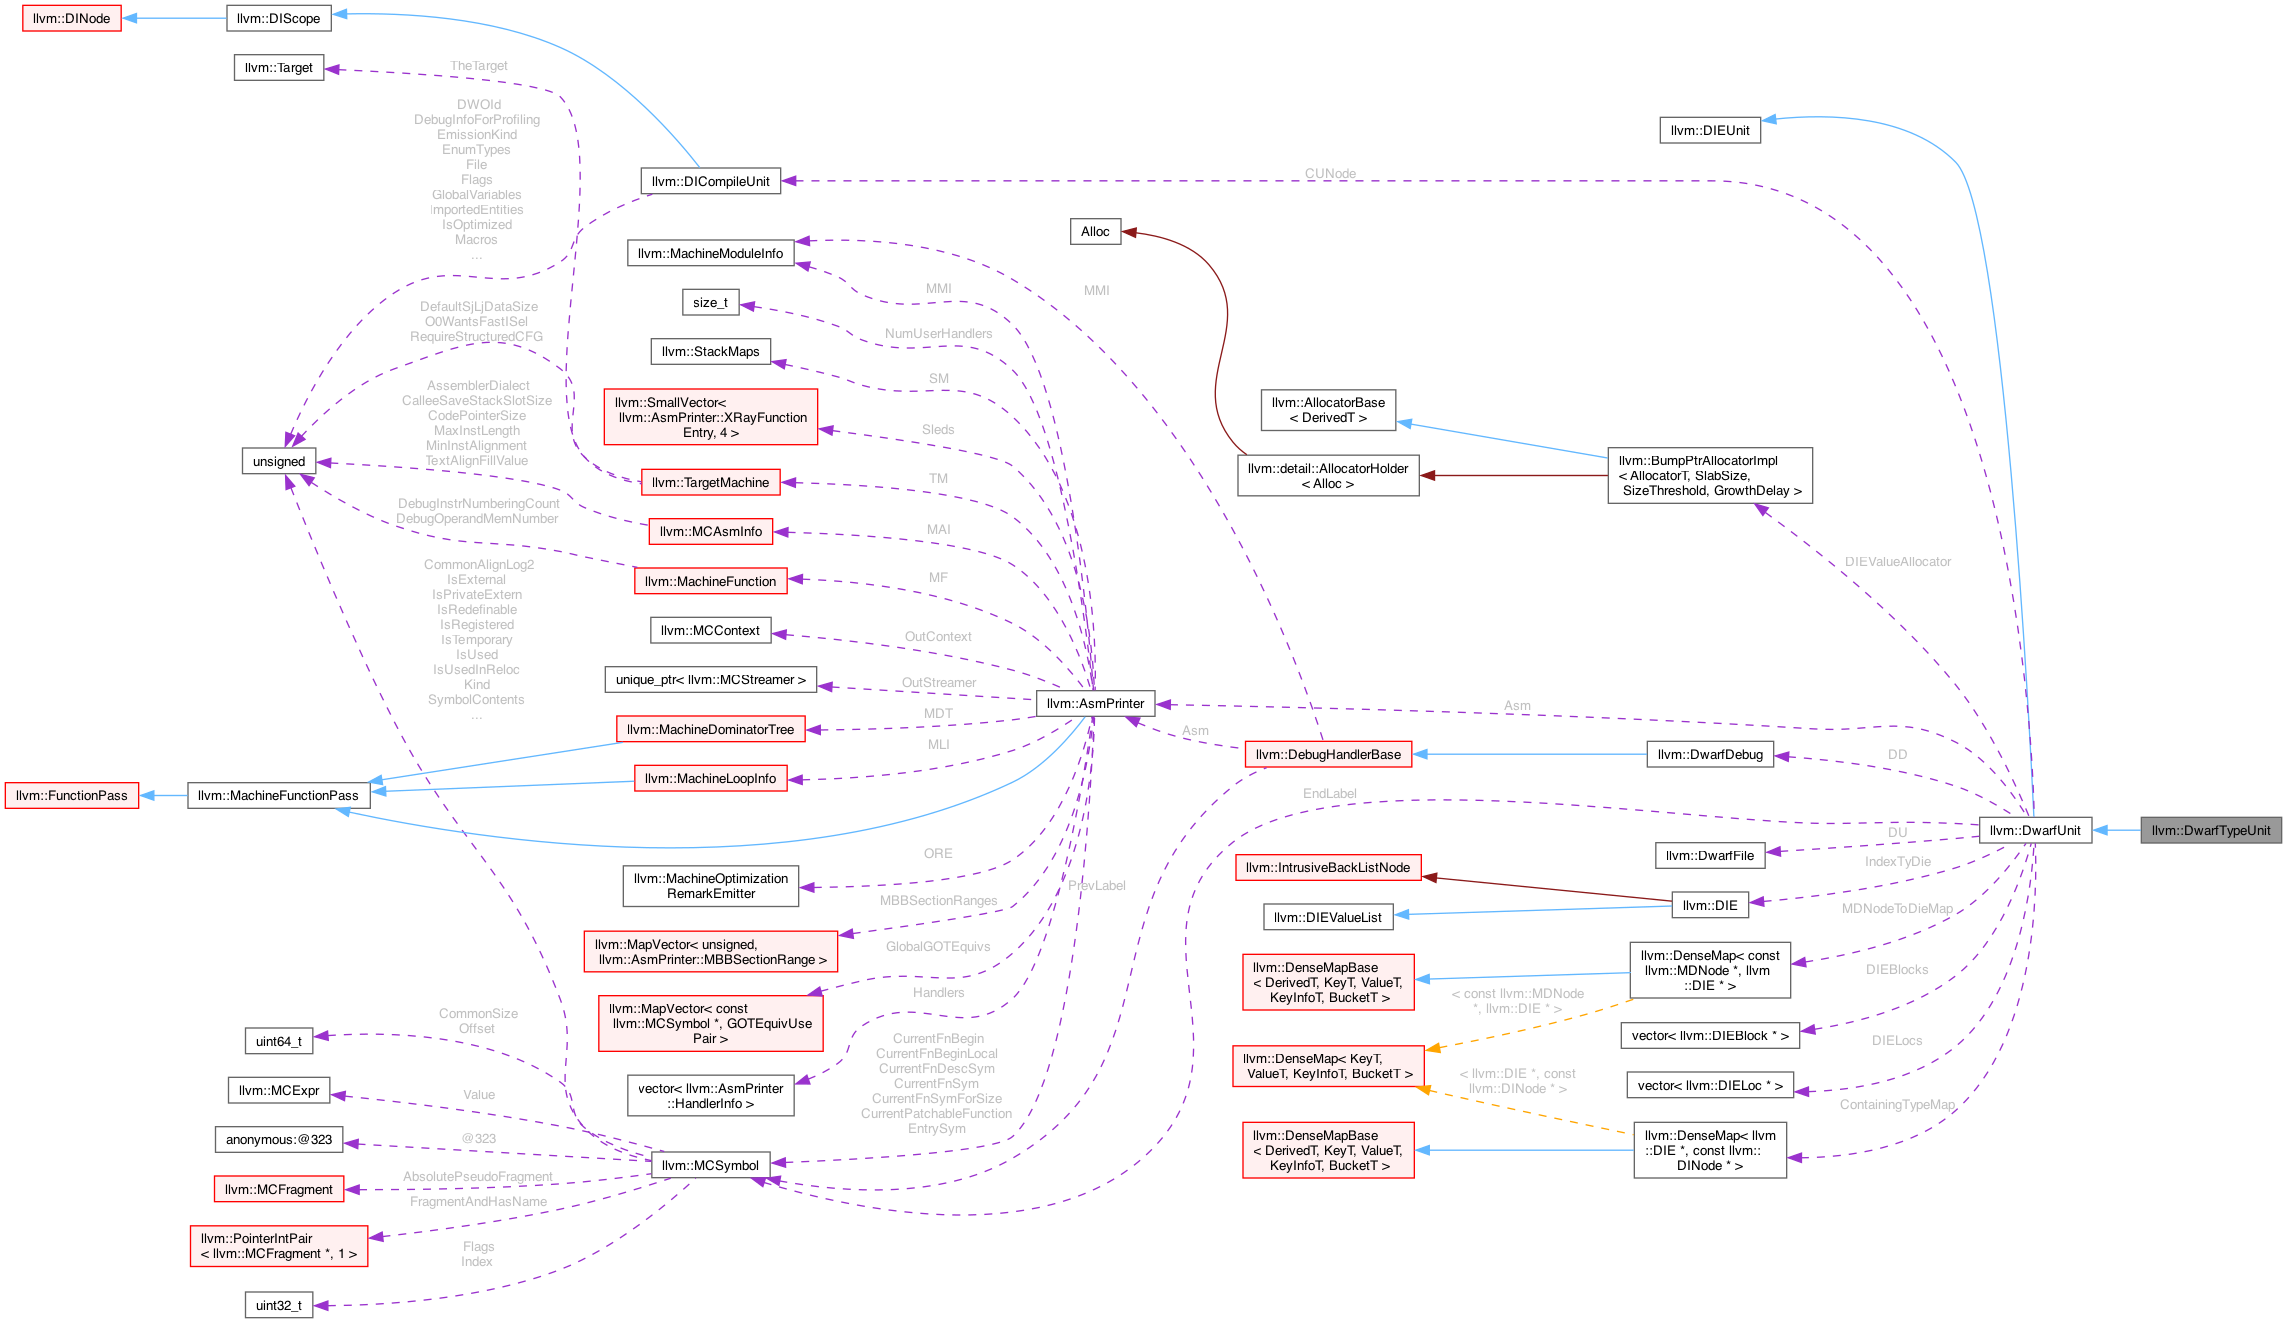 llvm::DINode
llvm::DIScope
llvm::Target
TheTarget
DWOId
DebugInfoForProfiling
EmissionKind
EnumTypes
File
Flags
GlobalVariables
ImportedEntities
IsOptimized
Macros
...
llvm::DICompileUnit
llvm::DIEUnit
CUNode
Alloc
llvm::MachineModuleInfo
MMI
MMI
size_t
NumUserHandlers
DefaultSjLjDataSize
O0WantsFastISel
RequireStructuredCFG
llvm::StackMaps
SM
AssemblerDialect
CalleeSaveStackSlotSize
CodePointerSize
MaxInstLength
MinInstAlignment
TextAlignFillValue
llvm::SmallVector<
llvm::AsmPrinter::XRayFunction
Entry, 4 >
Sleds
llvm::AllocatorBase
< DerivedT >
unsigned
llvm::TargetMachine
TM
llvm::detail::AllocatorHolder
< Alloc >
llvm::BumpPtrAllocatorImpl
< AllocatorT, SlabSize,
SizeThreshold, GrowthDelay >
DebugInstrNumberingCount
DebugOperandMemNumber
llvm::MCAsmInfo
MAI
llvm::MachineFunction
MF
DIEValueAllocator
CommonAlignLog2
IsExternal
IsPrivateExtern
IsRedefinable
IsRegistered
IsTemporary
IsUsed
IsUsedInReloc
Kind
SymbolContents
...
llvm::MCContext
OutContext
unique_ptr< llvm::MCStreamer >
OutStreamer
llvm::AsmPrinter
Asm
llvm::MachineDominatorTree
MDT
Asm
llvm::DebugHandlerBase
llvm::DwarfDebug
DD
llvm::FunctionPass
llvm::MachineFunctionPass
llvm::MachineLoopInfo
MLI
EndLabel
llvm::DwarfUnit
llvm::DwarfTypeUnit
DU
llvm::DwarfFile
llvm::MachineOptimization
RemarkEmitter
ORE
PrevLabel
llvm::IntrusiveBackListNode
IndexTyDie
llvm::DIE
llvm::DIEValueList
MBBSectionRanges
MDNodeToDieMap
llvm::MapVector< unsigned,
llvm::AsmPrinter::MBBSectionRange >
GlobalGOTEquivs
llvm::DenseMapBase
< DerivedT, KeyT, ValueT,
KeyInfoT, BucketT >
llvm::DenseMap< const
llvm::MDNode *, llvm
::DIE * >
DIEBlocks
llvm::MapVector< const
llvm::MCSymbol *, GOTEquivUse
Pair >
Handlers
< const llvm::MDNode
*, llvm::DIE * >
vector< llvm::DIEBlock * >
DIELocs
uint64_t
CommonSize
Offset
CurrentFnBegin
CurrentFnBeginLocal
CurrentFnDescSym
CurrentFnSym
CurrentFnSymForSize
CurrentPatchableFunction
EntrySym
llvm::DenseMap< KeyT,
ValueT, KeyInfoT, BucketT >
< llvm::DIE *, const
llvm::DINode * >
vector< llvm::DIELoc * >
ContainingTypeMap
llvm::MCExpr
Value
vector< llvm::AsmPrinter
::HandlerInfo >
anonymous:@323
@323
llvm::MCSymbol
llvm::DenseMapBase
< DerivedT, KeyT, ValueT,
KeyInfoT, BucketT >
llvm::DenseMap< llvm
::DIE *, const llvm::
DINode * >
llvm::MCFragment
AbsolutePseudoFragment
FragmentAndHasName
llvm::PointerIntPair
< llvm::MCFragment *, 1 >
Flags
Index
uint32_t